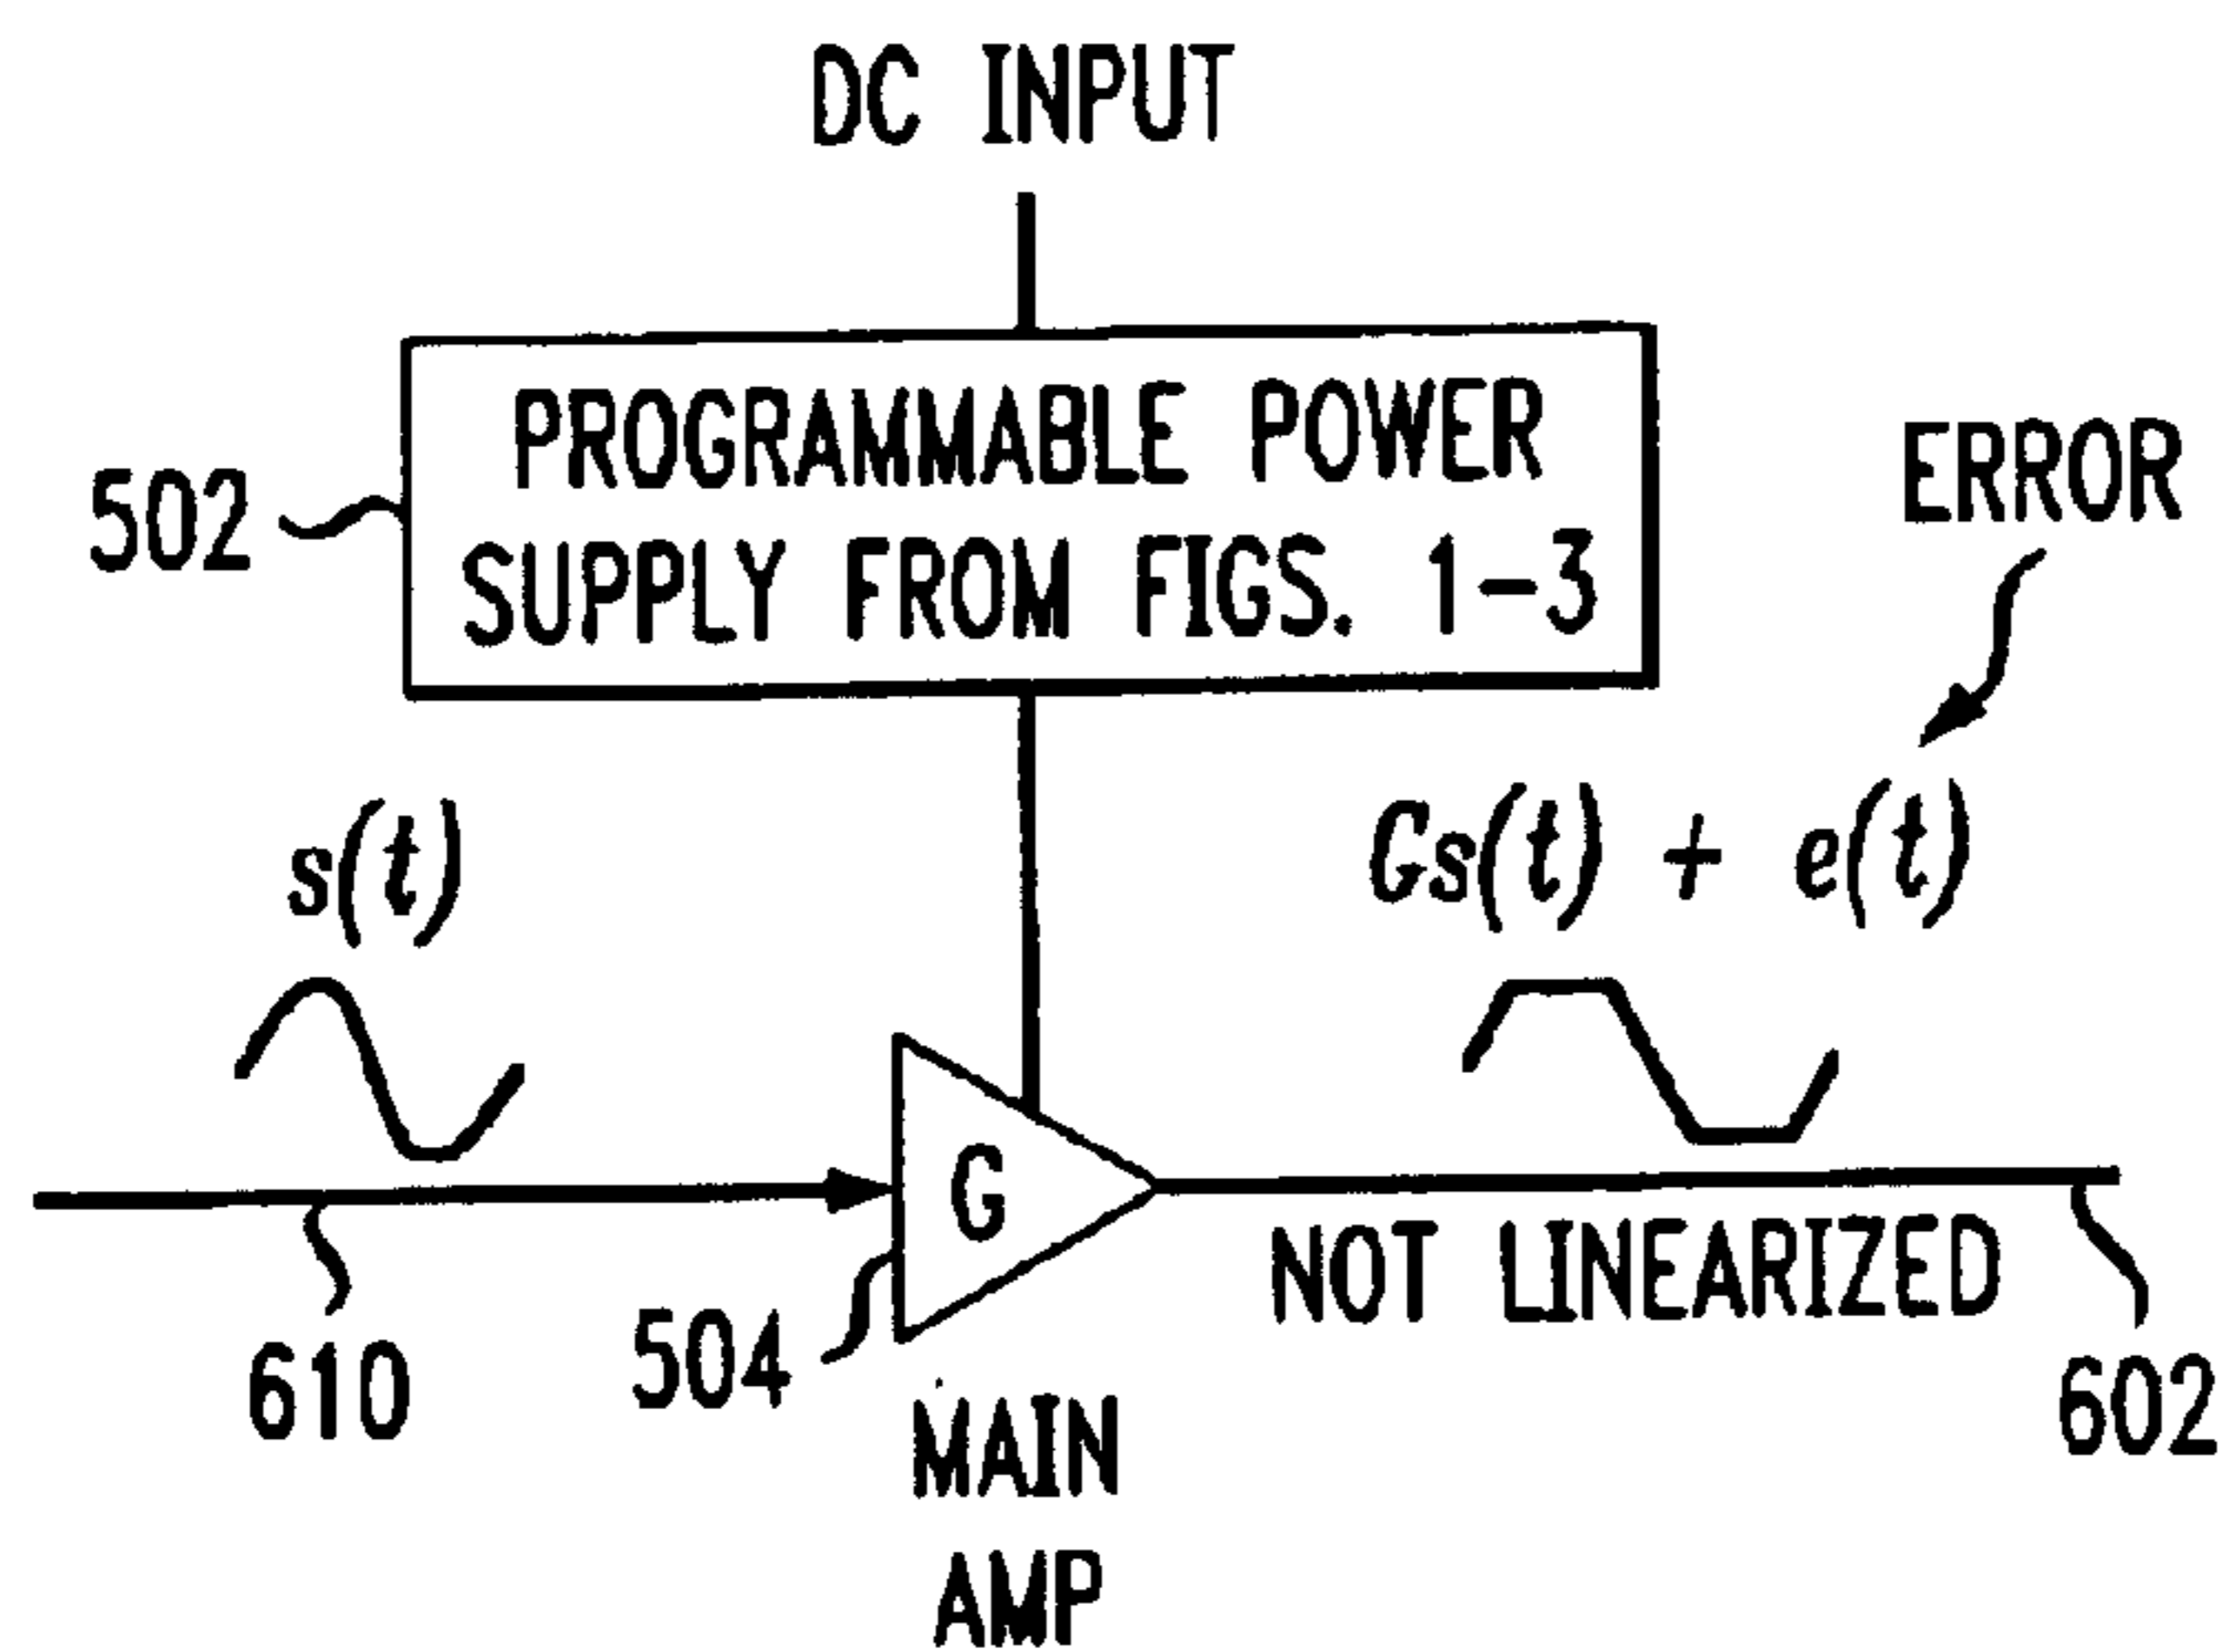 DC INPUT
PROGRAMMABLE POWER
SUPPLY FROM FIGS. 1-3
502
ERROR
s(t)
Gs(t) + e(t)
G
NOT LINEARIZED
610
504
602
MAIN
AMP